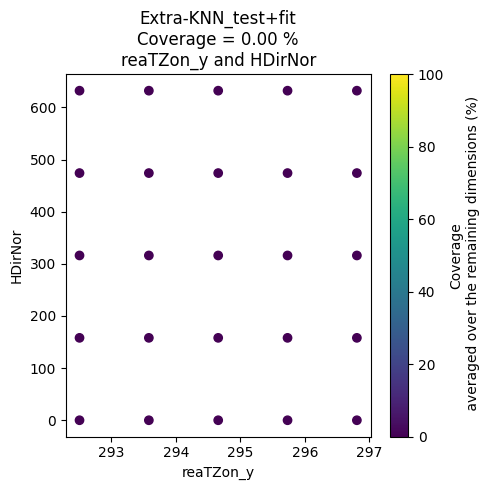 Extra-KNN_test+fit
Coverage = 0.00 %
reaTZon_y and HDirNor
600
500
400
300
200
100
0
HDirNor
293
294
295
296
297
reaTZon_y
100
80
60
40
20
0
Coverage
averaged over the remaining dimensions (%)